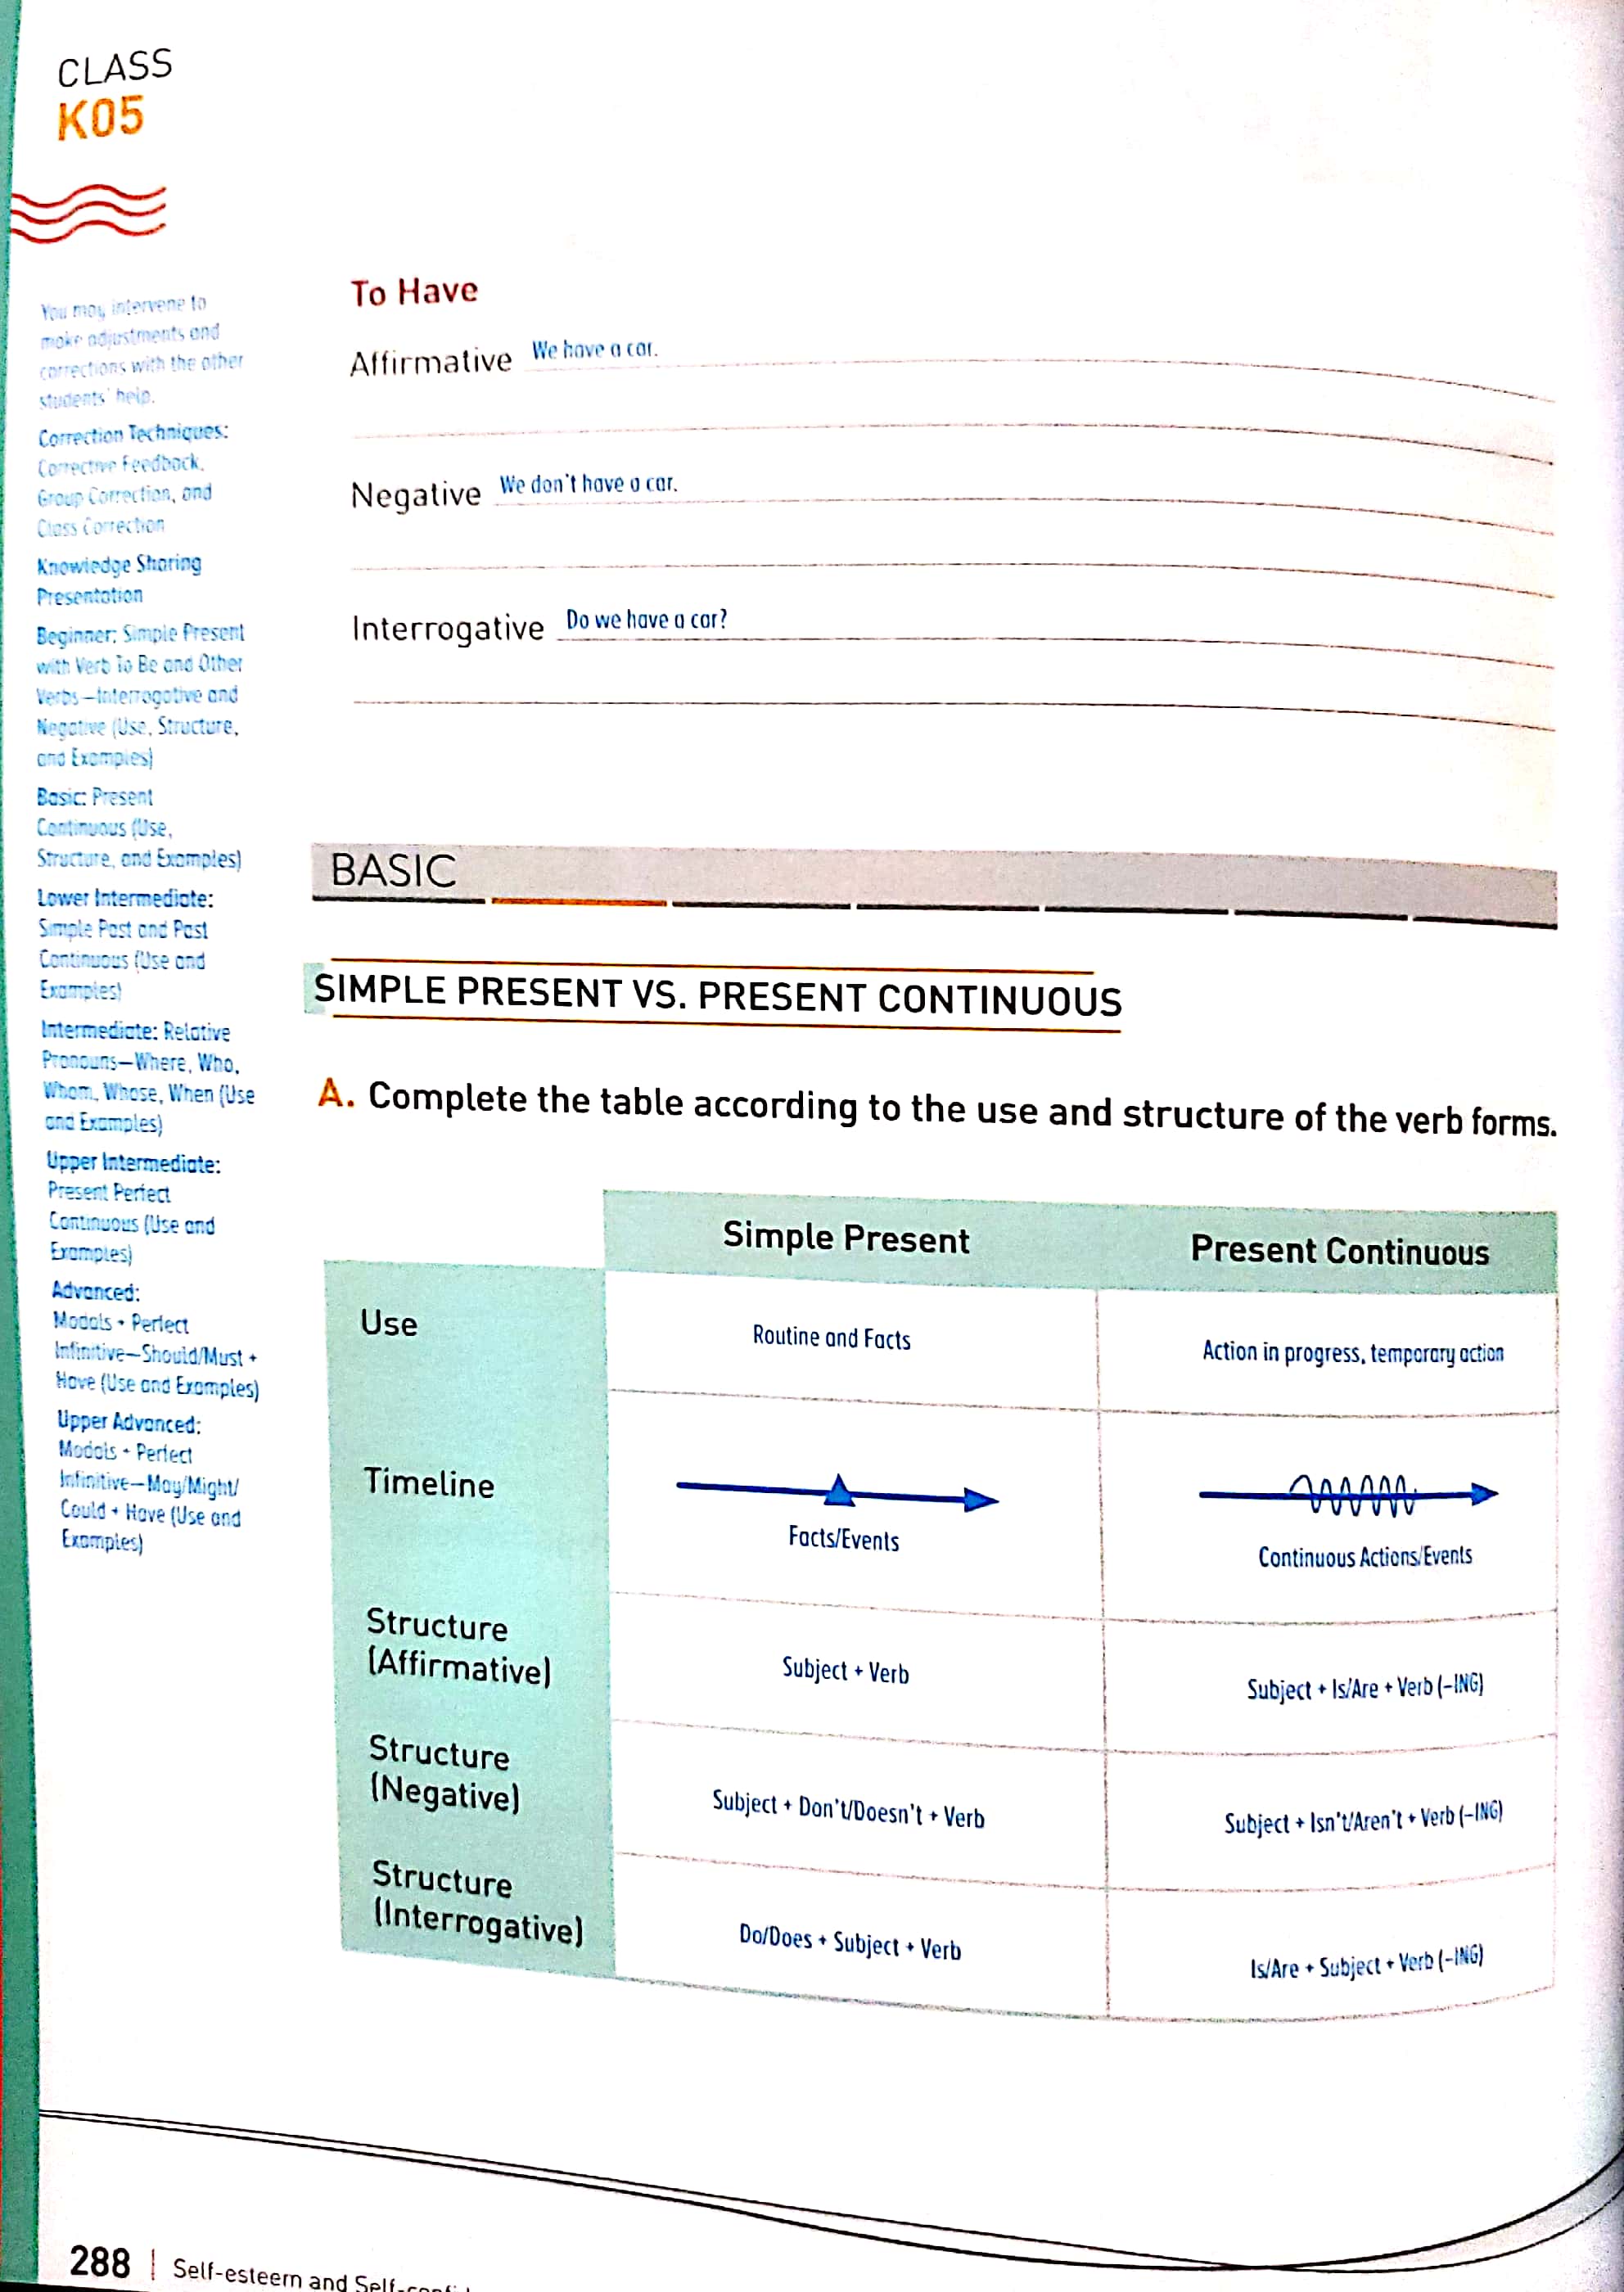 CLASS
K05
You may intervene to
make adjustments and
corrections with the other
students' help.
Correction Techniques:
Corrective Feedback,
Group Correction, and
Class Correction
Knowledge Sharing
Presentation
Beginner: Simple Present
with Verb To Be and Other
Verbs—Interrogative and
Negative (Use, Structure,
and Examples)
Basic: Present
Continuous (Use,
Structure, and Examples)
Lower Intermediate:
Simple Past and Past
Continuous (Use and
Examples)
Intermediate: Relative
Pronouns—Where, Who,
Whom, Whose, When (Use
and Examples)
Upper Intermediate:
Present Perfect
Continuous (Use and
Examples)
Advanced:
Modals + Perfect
Infinitive—Should/Must +
Have (Use and Examples)
Upper Advanced:
Modals + Perfect
Infinitive—May/Might/
Could + Have (Use and
Examples)
To Have
Affirmative We have a car.
Negative We don't have a car.
Interrogative Do we have a car?
BASIC
SIMPLE PRESENT VS. PRESENT CONTINUOUS
A. Complete the table according to the use and structure of the verb forms.
Simple Present Present Continuous
Use Routine and Facts Action in progress, temporary action
Timeline
Facts/Events Continuous Actions/Events
Structure
(Affirmative) Subject + Verb Subject + Is/Are + Verb (-ING)
Structure
(Negative) Subject + Don't/Doesn't + Verb Subject + Isn't/Aren't + Verb (-ING)
Structure
(Interrogative) Do/Does + Subject + Verb Is/Are + Subject + Verb (-ING)
288 | Self-esteem and